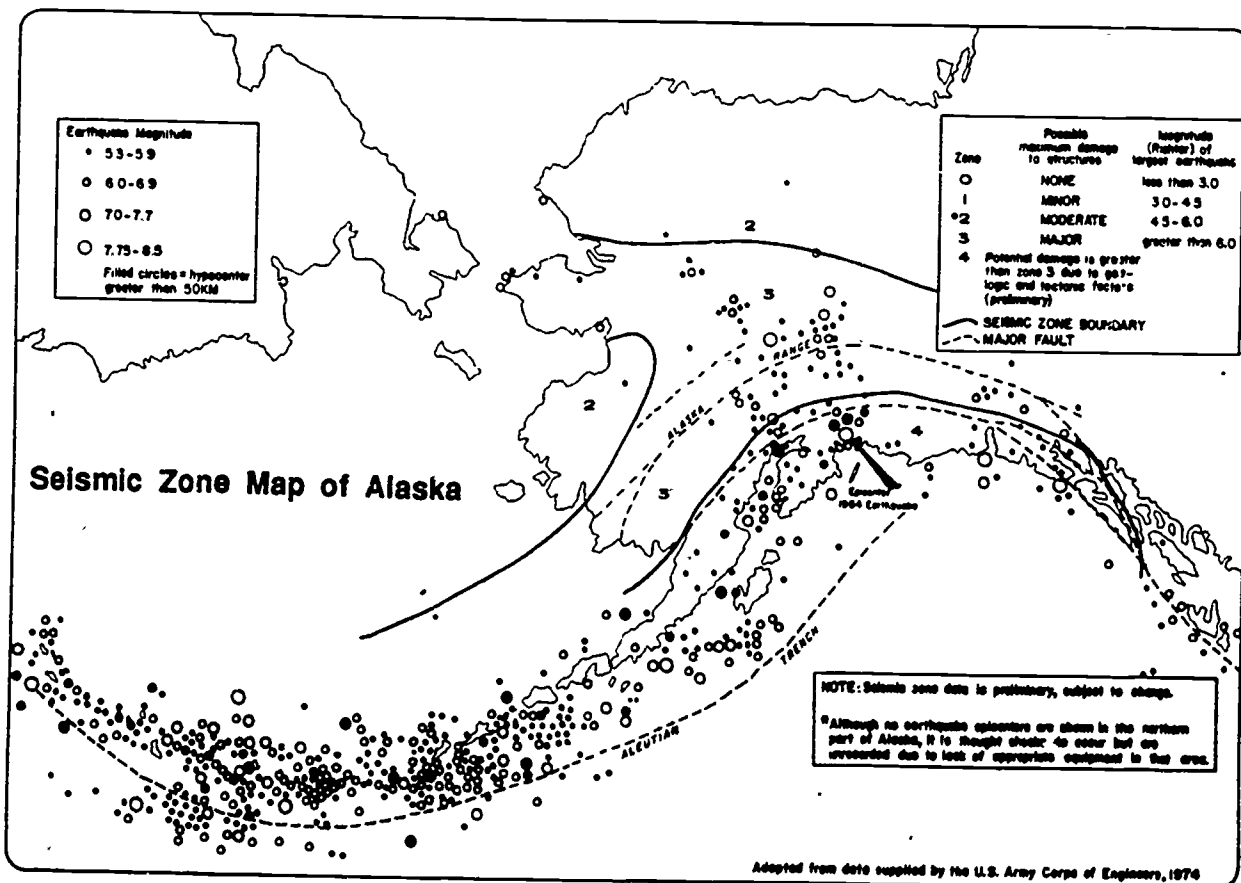 Earthquake Magnitude
5.3-5.9
6.0-6.9
7.0-7.7
7.75-8.5
Filled circles = hypocenter
greater than 50KM
Zone
Possible
maximum damage
to structures
Magnitude
(Richter) of
largest earthquake
0 NONE less than 3.0
1 MINOR 3.0-4.5
*2 MODERATE 4.5-6.0
3 MAJOR greater than 6.0
4 Potential damage is greater
than zone 3 due to geo-
logic and tectonic factors
(preliminary)
SEISMIC ZONE BOUNDARY
MAJOR FAULT
2
3
RANGE
ALASKA
2
4
3
Seismic Zone Map of Alaska
Epicenter
1964 Earthquake
TRENCH
ALEUTIAN
NOTE: Seismic zone data is preliminary, subject to change.
*Although no earthquake epicenters are shown in the northern
part of Alaska, it is thought shocks do occur but are
unrecorded due to lack of appropriate equipment in that area.
Adapted from data supplied by the U.S. Army Corps of Engineers, 1974